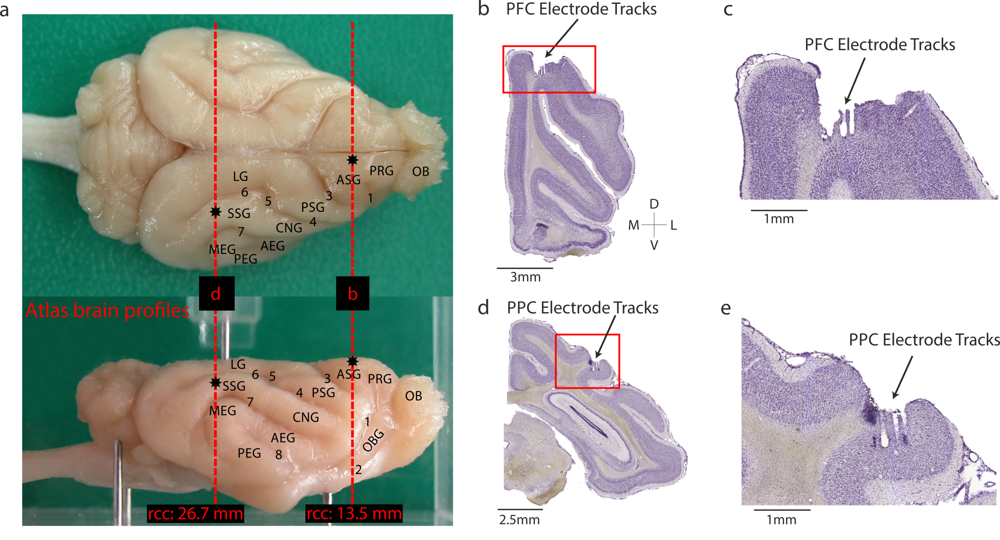 a
LG
6
5
3
ASG
PRG
OB
1
SSG
PSG
4
CNG
7
MEG
AEG
PEG
d
b
Atlas brain profiles
LG
6
5
3
ASG
PRG
SSG
4
PSG
OB
7
MEG
CNG
1
AEG
OBG
PEG
8
2
rcc: 26.7 mm
rcc: 13.5 mm
b
PFC Electrode Tracks
D
M
L
V
3mm
c
PFC Electrode Tracks
1mm
d
PPC Electrode Tracks
2.5mm
e
PPC Electrode Tracks
1mm